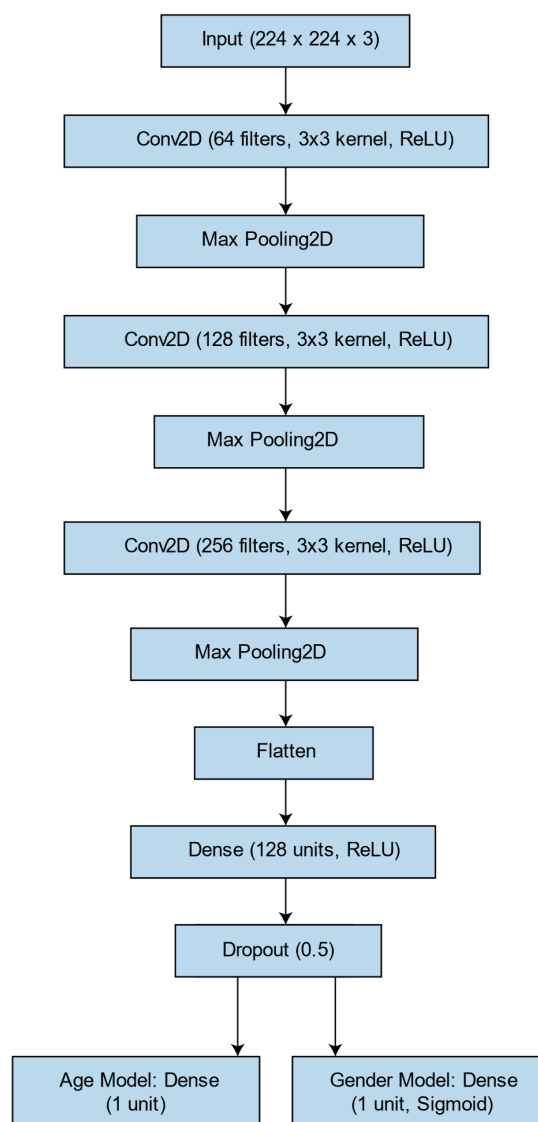 Input (224 x 224 x 3)
Conv2D (64 filters, 3x3 kernel, ReLU)
Max Pooling2D
Conv2D (128 filters, 3x3 kernel, ReLU)
Max Pooling2D
Conv2D (256 filters, 3x3 kernel, ReLU)
Max Pooling2D
Flatten
Dense (128 units, ReLU)
Dropout (0.5)
Age Model: Dense
(1 unit)
Gender Model: Dense
(1 unit, Sigmoid)